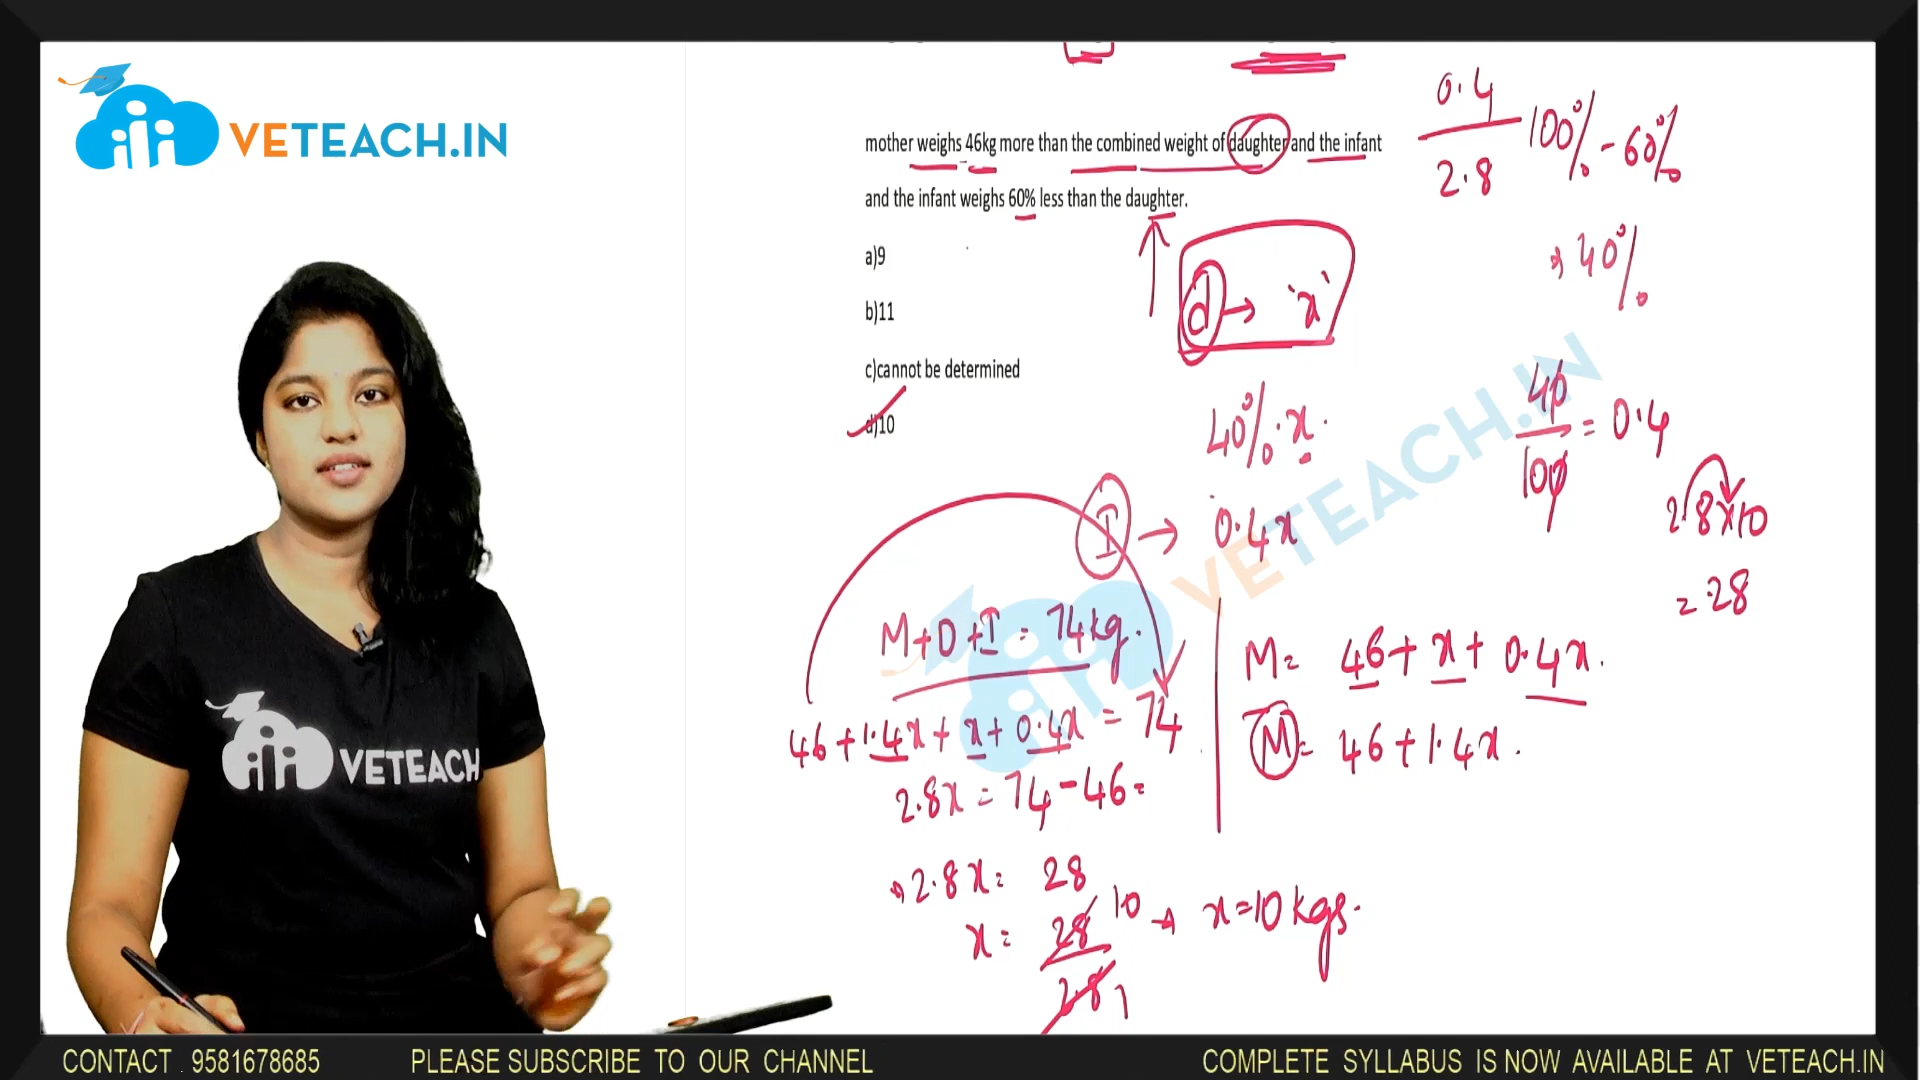 VETEACH.IN
mother weighs 46kg more than the combined weight of daughter and the infant
and the infant weighs 60% less than the daughter.
a)9
b)11
c)cannot be determined
d)10
0.4
2.8
100% - 60%
40%
d → 'x'
40% . x .
40
100
= 0.4
I → 0.4x
2.8x10
= 28
M+D+I = 74kg.
46+1.4x+x+0.4x = 74
2.8x = 74-46=
2.8x = 28
x = 28 10
2.8 1
→ x=10 kgs.
M= 46+x+0.4x.
M= 46+1.4x.
VETEACH.IN
VETEACH
CONTACT . 9581678685
PLEASE SUBSCRIBE TO OUR CHANNEL
COMPLETE SYLLABUS IS NOW AVAILABLE AT VETEACH.IN